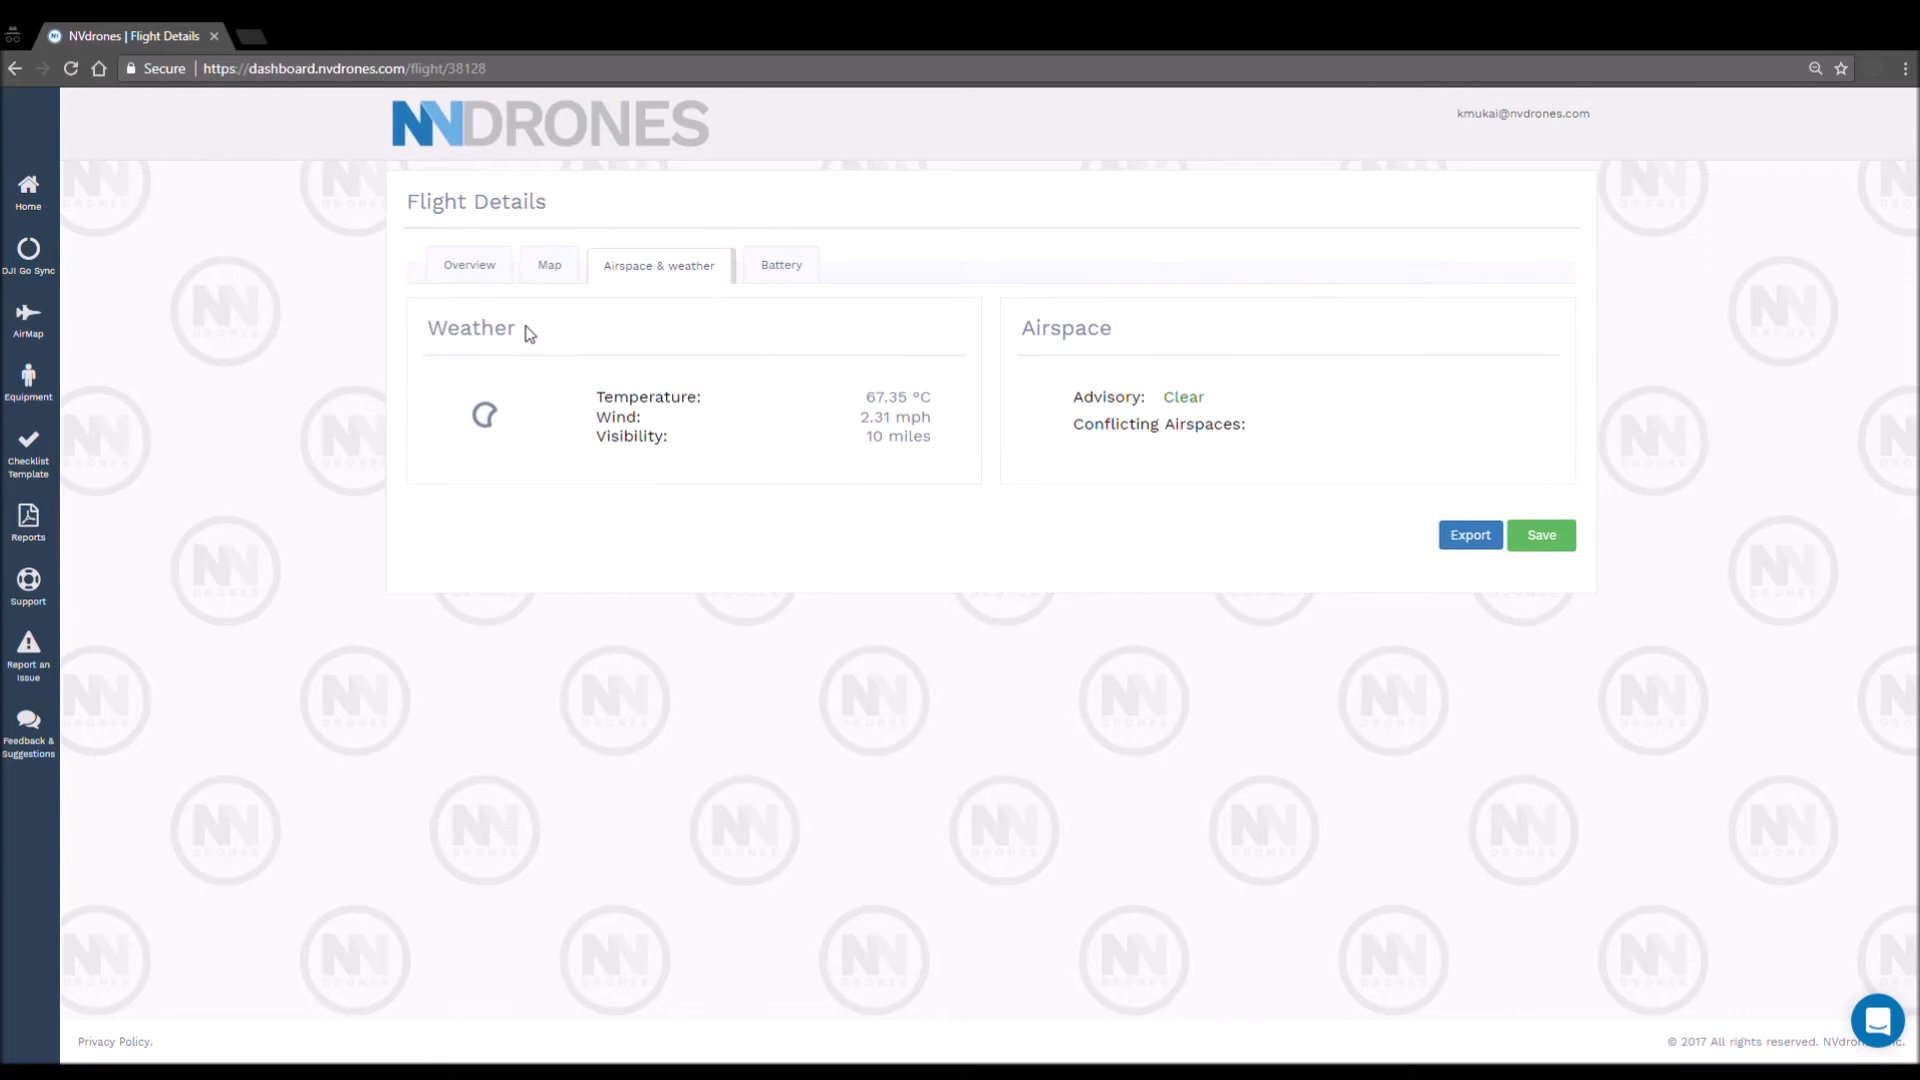 NVdrones | Flight Details
Secure | https://dashboard.nvdrones.com/flight/38128
NVDRONES
kmukai@nvdrones.com
Home
DJI Go Sync
AirMap
Equipment
Checklist
Template
Reports
Support
Report an
Issue
Feedback &
Suggestions
Flight Details
Overview
Map
Airspace & weather
Battery
Weather
Temperature: 67.35 °C
Wind: 2.31 mph
Visibility: 10 miles
Airspace
Advisory: Clear
Conflicting Airspaces:
Export
Save
Privacy Policy.
© 2017 All rights reserved.